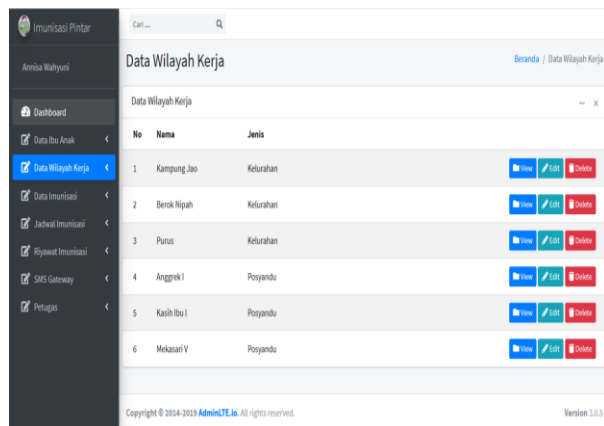 Imunisasi Pintar
Cari ...
Annisa Wahyuni
Data Wilayah Kerja
Beranda / Data Wilayah Kerja
Dashboard
Data Ibu Anak
Data Wilayah Kerja
Data Imunisasi
Jadwal Imunisasi
Riyawat Imunisasi
SMS Gateway
Petugas
Data Wilayah Kerja
No Nama Jenis
1 Kampung Jao Kelurahan View Edit Delete
2 Berok Nipah Kelurahan View Edit Delete
3 Purus Kelurahan View Edit Delete
4 Anggrek I Posyandu View Edit Delete
5 Kasih Ibu I Posyandu View Edit Delete
6 Mekasari V Posyandu View Edit Delete
Copyright © 2014-2019 AdminLTE.io. All rights reserved. Version 3.0.5